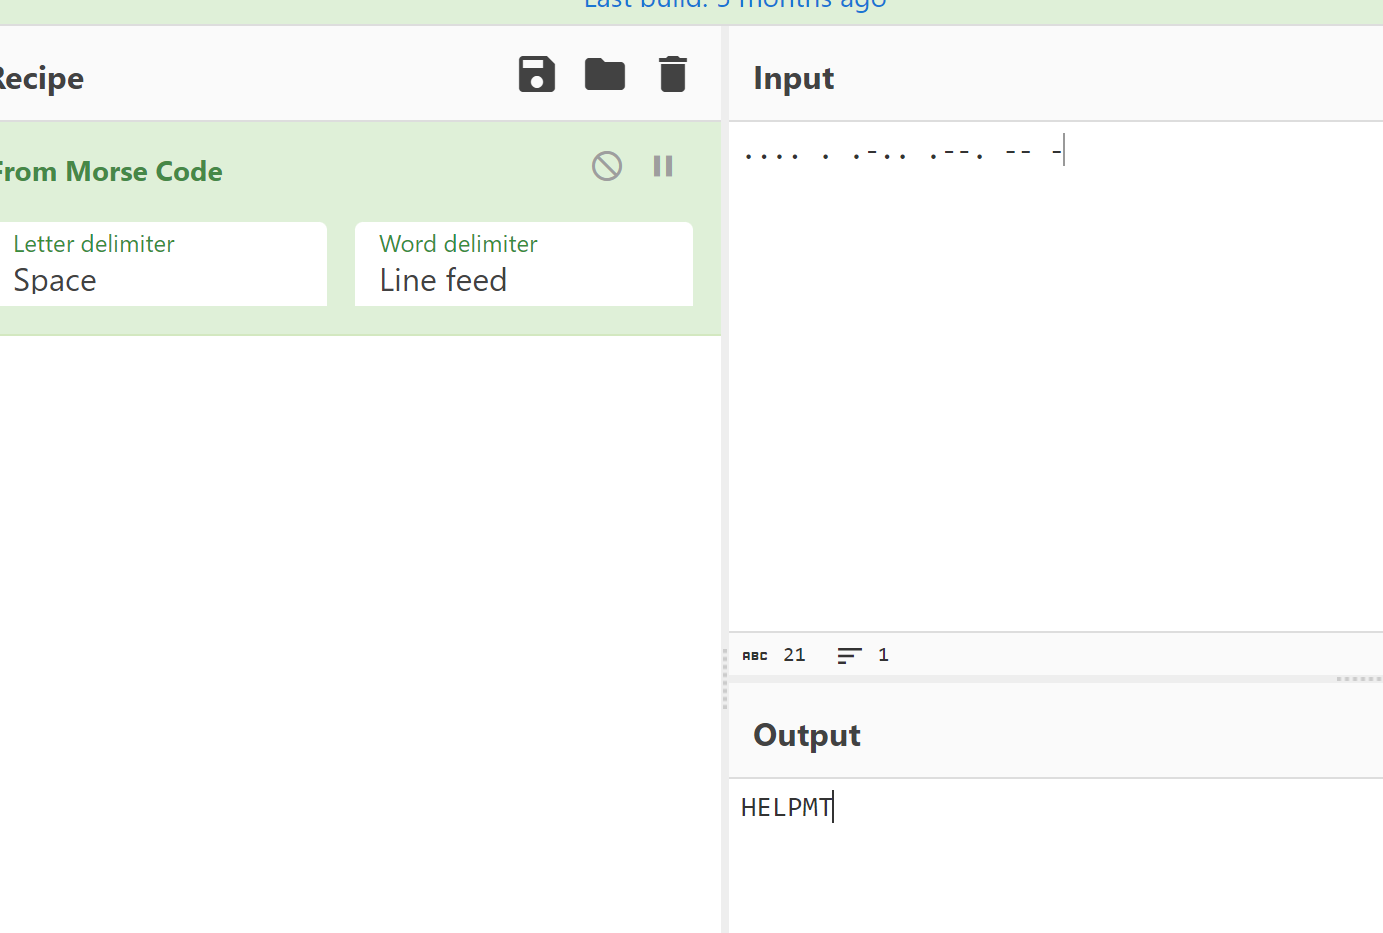 Last build: 5 months ago
Recipe
From Morse Code
Letter delimiter
Space
Word delimiter
Line feed
Input
.... . .-.. .--. -- -
ABC 21 1
Output
HELPMT